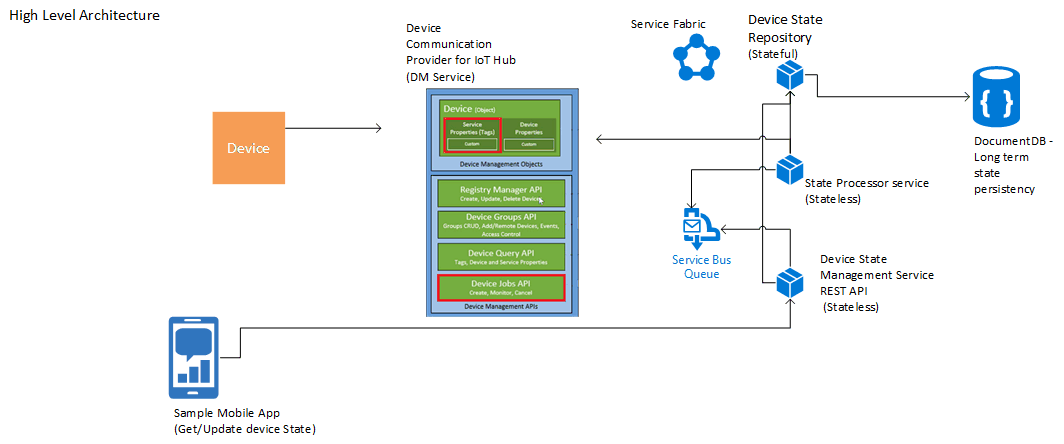 High Level Architecture
Device
Communication
Provider for IoT Hub
(DM Service)
Service Fabric
Device State
Repository
(Stateful)
Device
Device (Object)
Service
Properties (Tags)
Custom
Device
Properties
Custom
Device Management Objects
Registry Manager API
Create, Update, Delete Devices
Device Groups API
Groups CRUD, Add/Remote Devices, Events,
Access Control
Device Query API
Tags, Device and Service Properties
Device Jobs API
Create, Monitor, Cancel
Device Management APIs
DocumentDB -
Long term
state
persistency
State Processor service
(Stateless)
Service Bus
Queue
Device State
Management Service
REST API
(Stateless)
Sample Mobile App
(Get/Update device State)